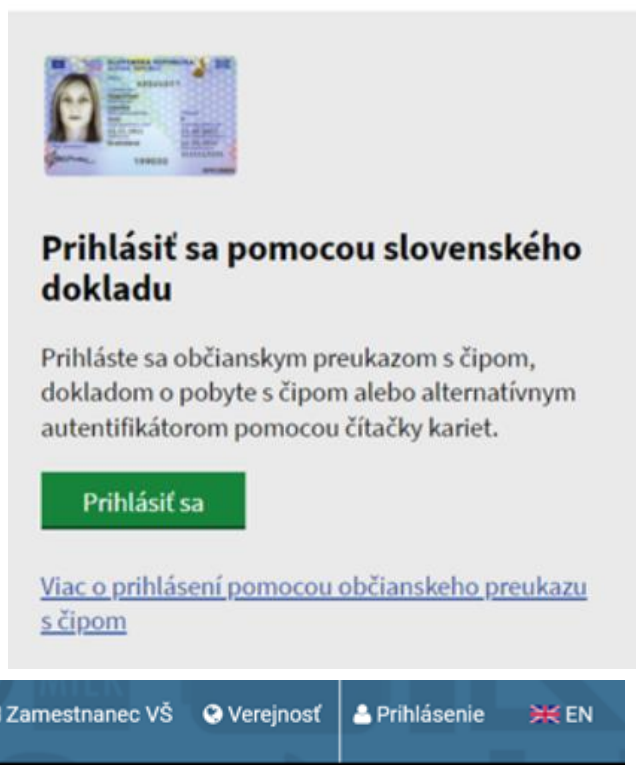 Prihlásiť sa pomocou slovenského
dokladu
Prihláste sa občianskym preukazom s čipom,
dokladom o pobyte s čipom alebo alternatívnym
autentifikátorom pomocou čítačky kariet.
Prihlásiť sa
Viac o prihlásení pomocou občianskeho preukazu
s čipom
Zamestnanec VŠ Verejnosť Prihlásenie EN